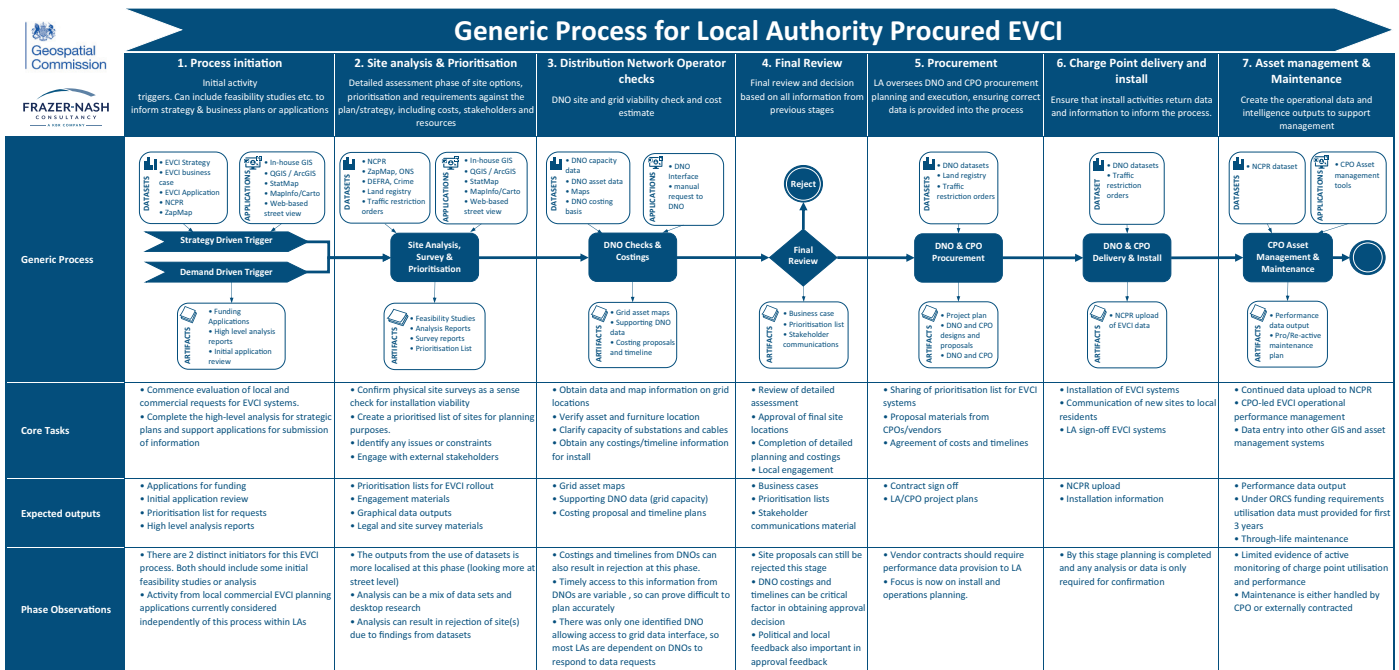 Generic Process for Local Authority Procured EVCI
Geospatial
Commission
FRAZER-NASH
CONSULTANCY
A KBR COMPANY
1. Process initiation
Initial activity
triggers. Can include feasibility studies etc. to
inform strategy & business plans or applications
2. Site analysis & Prioritisation
Detailed assessment phase of site options,
prioritisation and requirements against the
plan/strategy, including costs, stakeholders and
resources
3. Distribution Network Operator
checks
DNO site and grid viability check and cost
estimate
4. Final Review
Final review and decision
based on all information from
previous stages
5. Procurement
LA oversees DNO and CPO procurement
planning and execution, ensuring correct
data is provided into the process
6. Charge Point delivery and
install
Ensure that install activities return data
and information to inform the process.
7. Asset management &
Maintenance
Create the operational data and
intelligence outputs to support
management
Generic Process
DATASETS
• EVCI Strategy
• EVCI business
case
• EVCI Application
• NCPR
• ZapMap
APPLICATIONS
• In-house GIS
• QGIS / ArcGIS
• StatMap
• MapInfo/Carto
• Web-based
street view
Strategy Driven Trigger
Demand Driven Trigger
ARTIFACTS
• Funding
Applications
• High level analysis
reports
• Initial application
review
DATASETS
• NCPR
• ZapMap, ONS
• DEFRA, Crime
• Land registry
• Traffic restriction
orders
APPLICATIONS
• In-house GIS
• QGIS / ArcGIS
• StatMap
• MapInfo/Carto
• Web-based
street view
Site Analysis,
Survey &
Prioritisation
ARTIFACTS
• Feasibility Studies
• Analysis Reports
• Survey reports
• Prioritisation List
DATASETS
• DNO capacity
data
• DNO asset data
• Maps
• DNO costing
basis
APPLICATIONS
• DNO
Interface
• manual
request to
DNO
DNO Checks &
Costings
ARTIFACTS
• Grid asset maps
• Supporting DNO
data
• Costing proposals
and timeline
Reject
Final
Review
ARTIFACTS
• Business case
• Prioritisation list
• Stakeholder
communications
DATASETS
• DNO datasets
• Land registry
• Traffic
restriction orders
DNO & CPO
Procurement
ARTIFACTS
• Project plan
• DNO and CPO
designs and
proposals
• DNO and CPO
DATASETS
• DNO datasets
• Traffic
restriction
orders
DNO & CPO
Delivery & Install
ARTIFACTS
• NCPR upload
of EVCI data
DATASETS
• NCPR dataset
APPLICATIONS
• CPO Asset
management
tools
CPO Asset
Management &
Maintenance
ARTIFACTS
• Performance
data output
• Pro/Re-active
maintenance
plan
Core Tasks
• Commence evaluation of local and
commercial requests for EVCI systems.
• Complete the high-level analysis for strategic
plans and support applications for submission
of information
• Confirm physical site surveys as a sense
check for installation viability
• Create a prioritised list of sites for planning
purposes.
• Identify any issues or constraints
• Engage with external stakeholders
• Obtain data and map information on grid
locations
• Verify asset and furniture location
• Clarify capacity of substations and cables
• Obtain any costings/timeline information
for install
• Review of detailed
assessment
• Approval of final site
locations
• Completion of detailed
planning and costings
• Local engagement
• Sharing of prioritisation list for EVCI
systems
• Proposal materials from
CPOs/vendors
• Agreement of costs and timelines
• Installation of EVCI systems
• Communication of new sites to local
residents
• LA sign-off EVCI systems
• Continued data upload to NCPR
• CPO-led EVCI operational
performance management
• Data entry into other GIS and asset
management systems
Expected outputs
• Applications for funding
• Initial application review
• Prioritisation list for requests
• High level analysis reports
• Prioritisation lists for EVCI rollout
• Engagement materials
• Graphical data outputs
• Legal and site survey materials
• Grid asset maps
• Supporting DNO data (grid capacity)
• Costing proposal and timeline plans
• Business cases
• Prioritisation lists
• Stakeholder
communications material
• Contract sign off
• LA/CPO project plans
• NCPR upload
• Installation information
• Performance data output
• Under ORCS funding requirements
utilisation data must provided for first
3 years
• Through-life maintenance
Phase Observations
• There are 2 distinct initiators for this EVCI
process. Both should include some initial
feasibility studies or analysis
• Activity from local commercial EVCI planning
applications currently considered
independently of this process within LAs
• The outputs from the use of datasets is
more localised at this phase (looking more at
street level)
• Analysis can be a mix of data sets and
desktop research
• Analysis can result in rejection of site(s)
due to findings from datasets
• Costings and timelines from DNOs can
also result in rejection at this phase.
• Timely access to this information from
DNOs are variable , so can prove difficult to
plan accurately
• There was only one identified DNO
allowing access to grid data interface, so
most LAs are dependent on DNOs to
respond to data requests
• Site proposals can still be
rejected this stage
• DNO costings and
timelines can be critical
factor in obtaining approval
decision
• Political and local
feedback also important in
approval feedback
• Vendor contracts should require
performance data provision to LA
• Focus is now on install and
operations planning.
• By this stage planning is completed
and any analysis or data is only
required for confirmation
• Limited evidence of active
monitoring of charge point utilisation
and performance
• Maintenance is either handled by
CPO or externally contracted